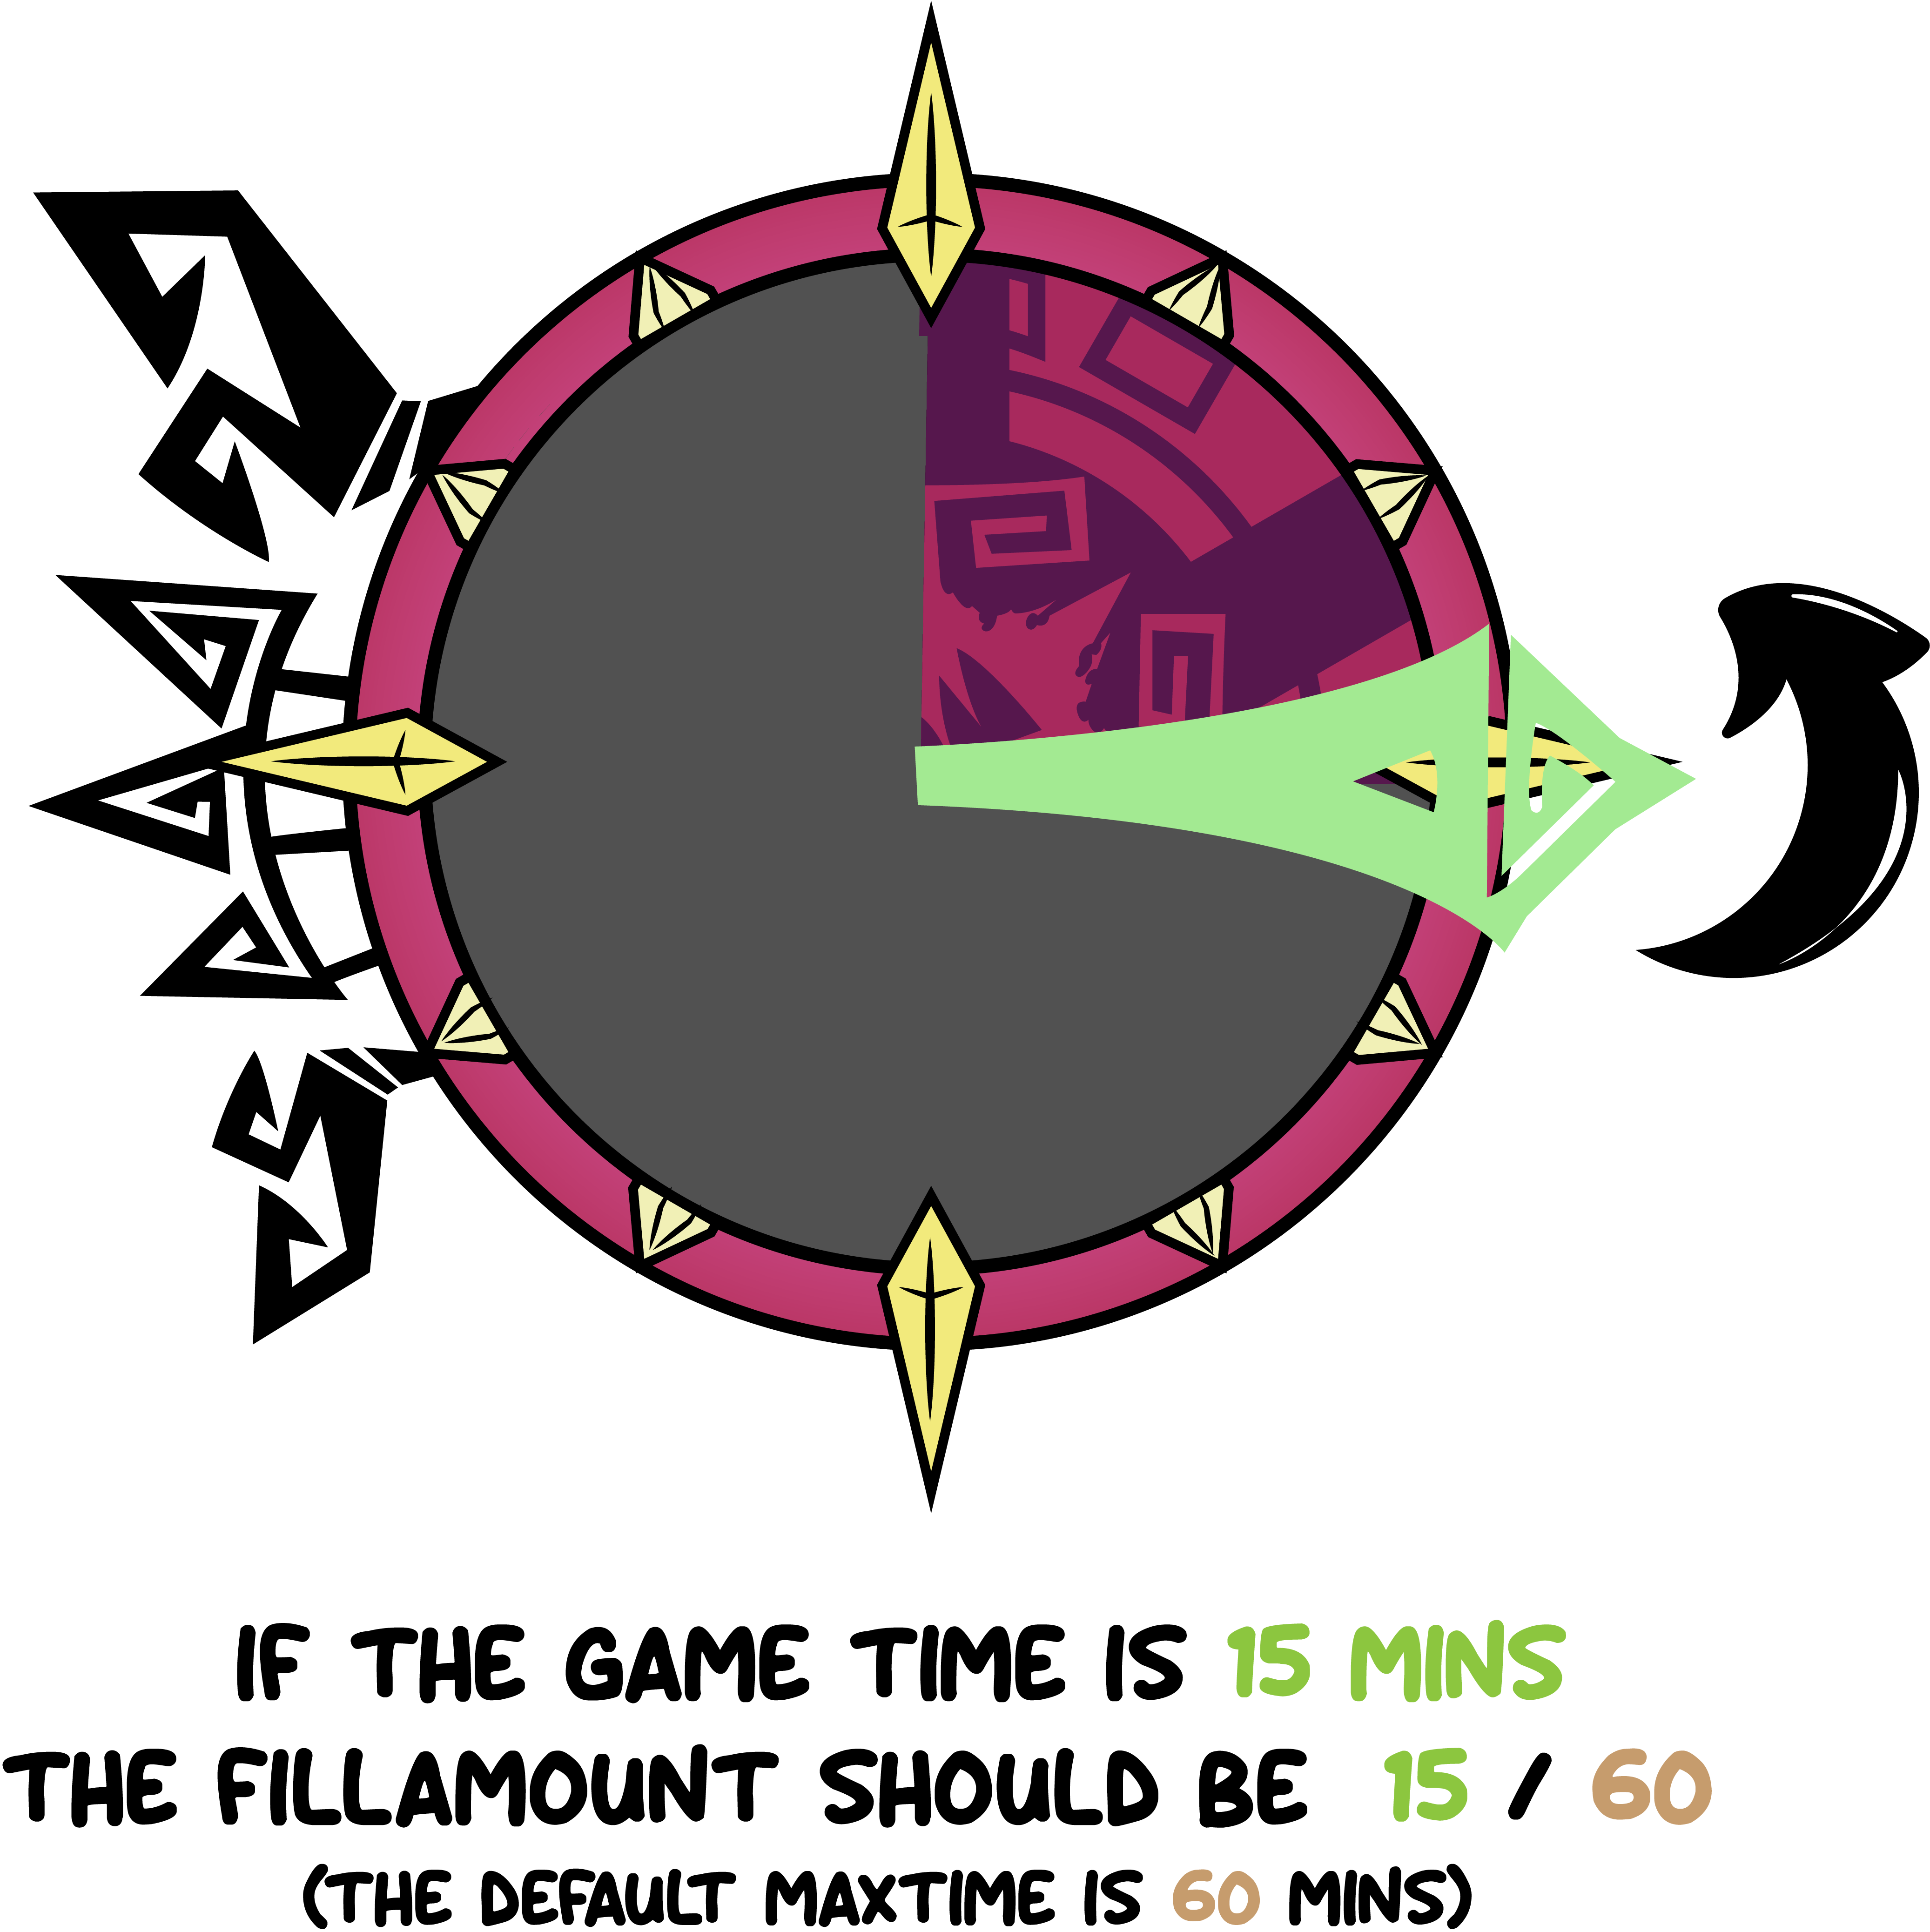 IF THE GAME TIME IS 15 MINS
THE FILLAMOUNT SHOULD BE 15/60
(THE DEFAULT MAXTIME IS 60 MINS)